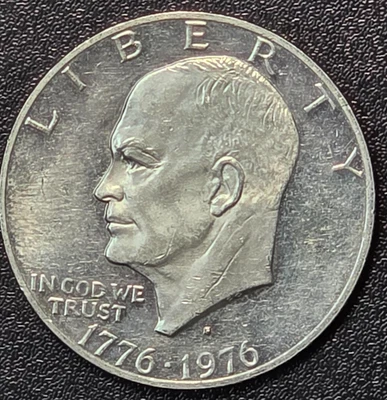 LIBERTY
IN GOD WE
TRUST
S
1776 · 1976